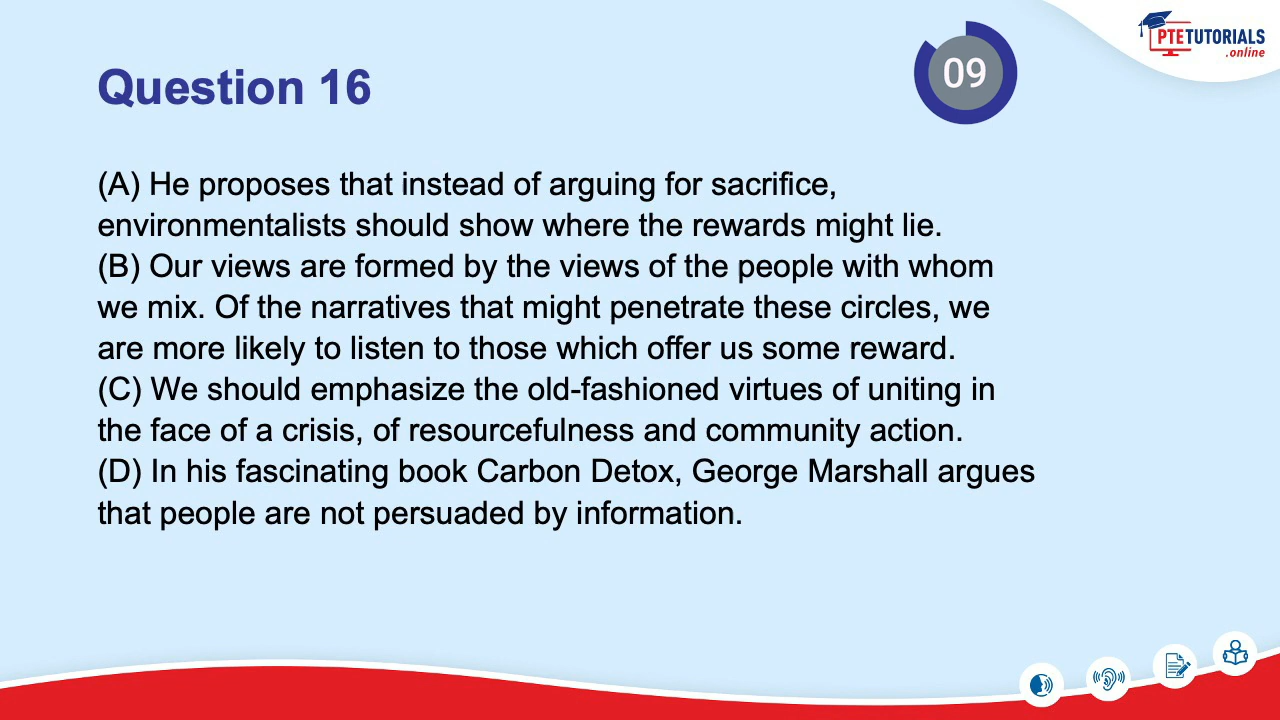 PTETUTORIALS
.online
09
Question 16
(A) He proposes that instead of arguing for sacrifice,
environmentalists should show where the rewards might lie.
(B) Our views are formed by the views of the people with whom
we mix. Of the narratives that might penetrate these circles, we
are more likely to listen to those which offer us some reward.
(C) We should emphasize the old-fashioned virtues of uniting in
the face of a crisis, of resourcefulness and community action.
(D) In his fascinating book Carbon Detox, George Marshall argues
that people are not persuaded by information.